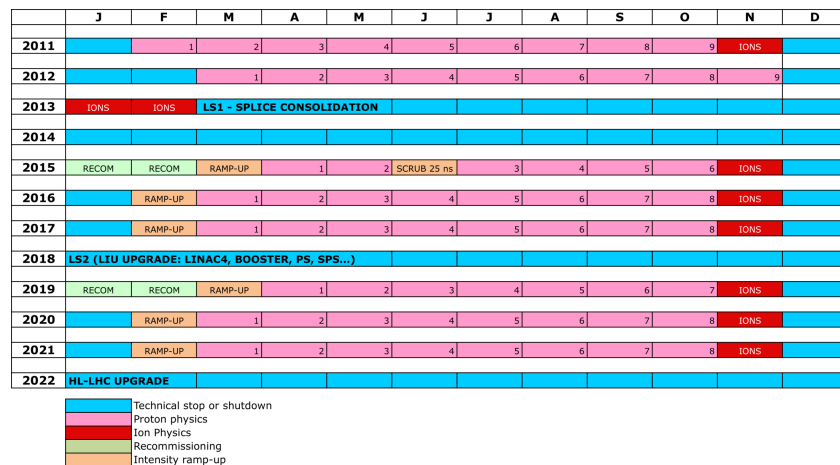 J F M A M J J A S O N D
2011 1 2 3 4 5 6 7 8 9 IONS
2012 1 2 3 4 5 6 7 8 9
2013 IONS IONS LS1 - SPLICE CONSOLIDATION
2014
2015 RECOM RECOM RAMP-UP 1 2 SCRUB 25 ns 3 4 5 6 IONS
2016 RAMP-UP 1 2 3 4 5 6 7 8 IONS
2017 RAMP-UP 1 2 3 4 5 6 7 8 IONS
2018 LS2 (LIU UPGRADE: LINAC4, BOOSTER, PS, SPS...)
2019 RECOM RECOM RAMP-UP 1 2 3 4 5 6 7 IONS
2020 RAMP-UP 1 2 3 4 5 6 7 8 IONS
2021 RAMP-UP 1 2 3 4 5 6 7 8 IONS
2022 HL-LHC UPGRADE
Technical stop or shutdown
Proton physics
Ion Physics
Recommissioning
Intensity ramp-up